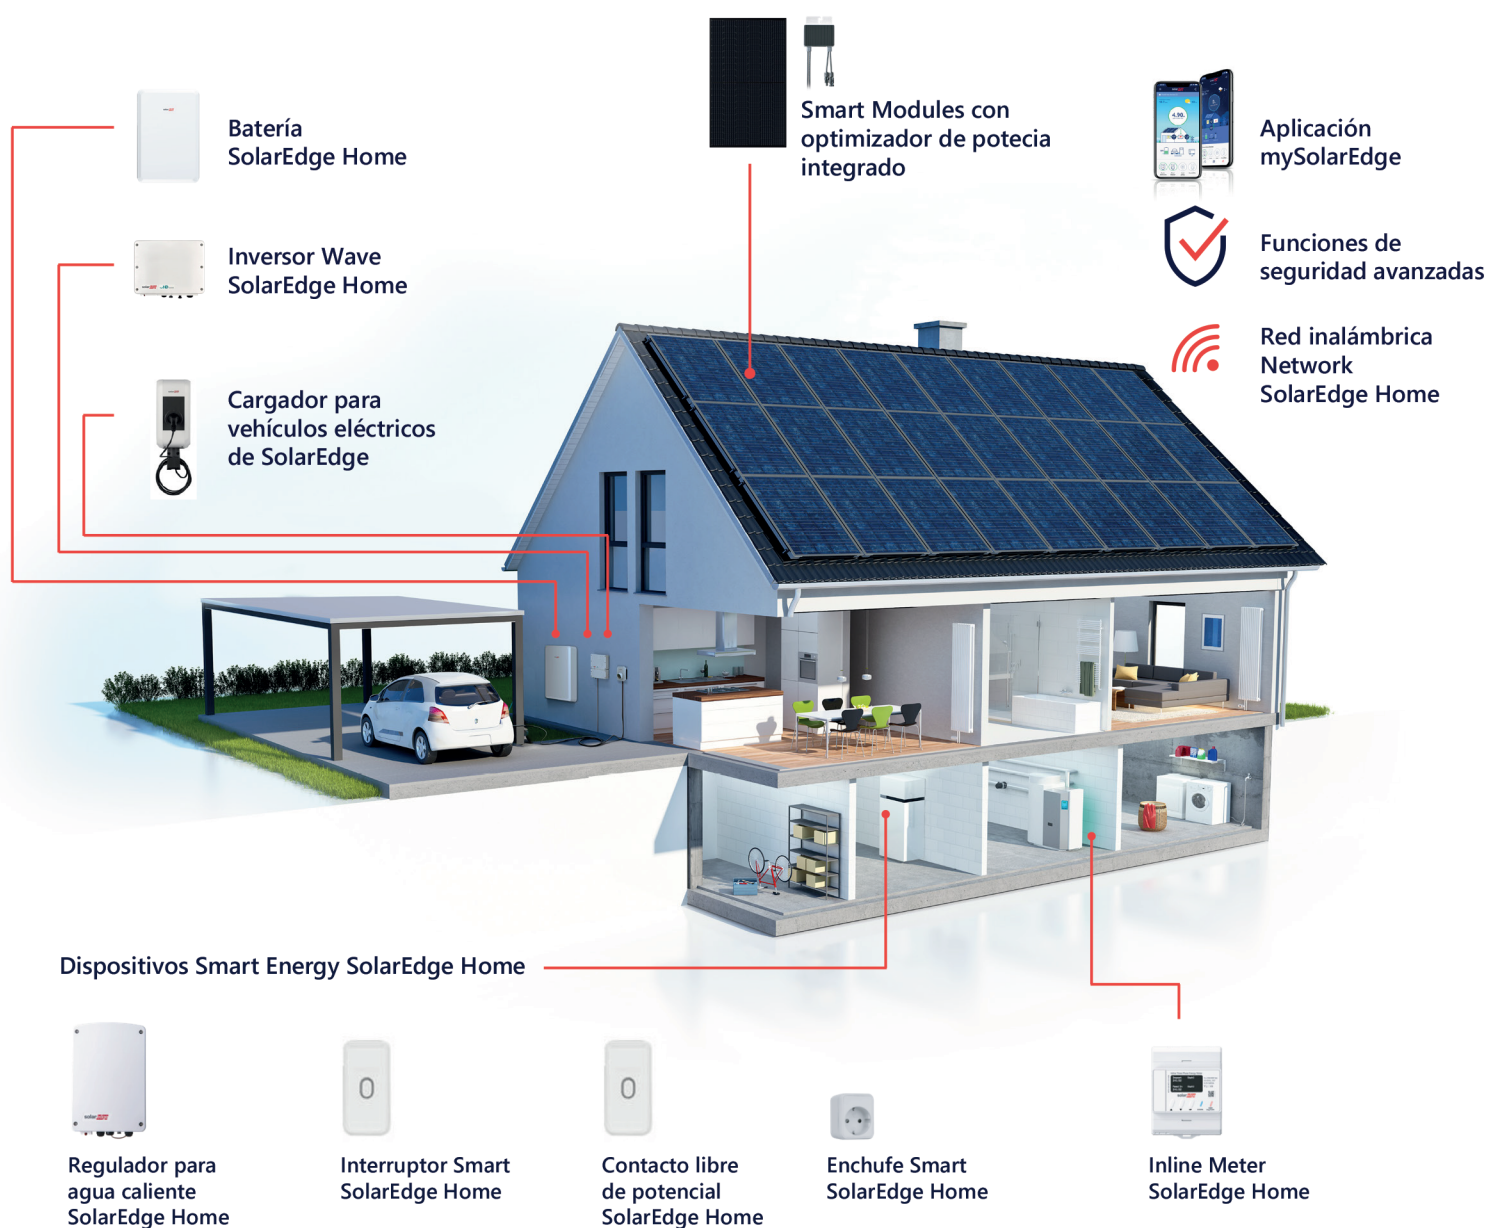 Smart Modules con
optimizador de potecia
integrado
Batería
SolarEdge Home
Aplicación
mySolarEdge
Inversor Wave
SolarEdge Home
Funciones de
seguridad avanzadas
Red inalámbrica
Network
SolarEdge Home
Cargador para
vehículos eléctricos
de SolarEdge
Dispositivos Smart Energy SolarEdge Home
Regulador para
agua caliente
SolarEdge Home
Interruptor Smart
SolarEdge Home
Contacto libre
de potencial
SolarEdge Home
Enchufe Smart
SolarEdge Home
Inline Meter
SolarEdge Home